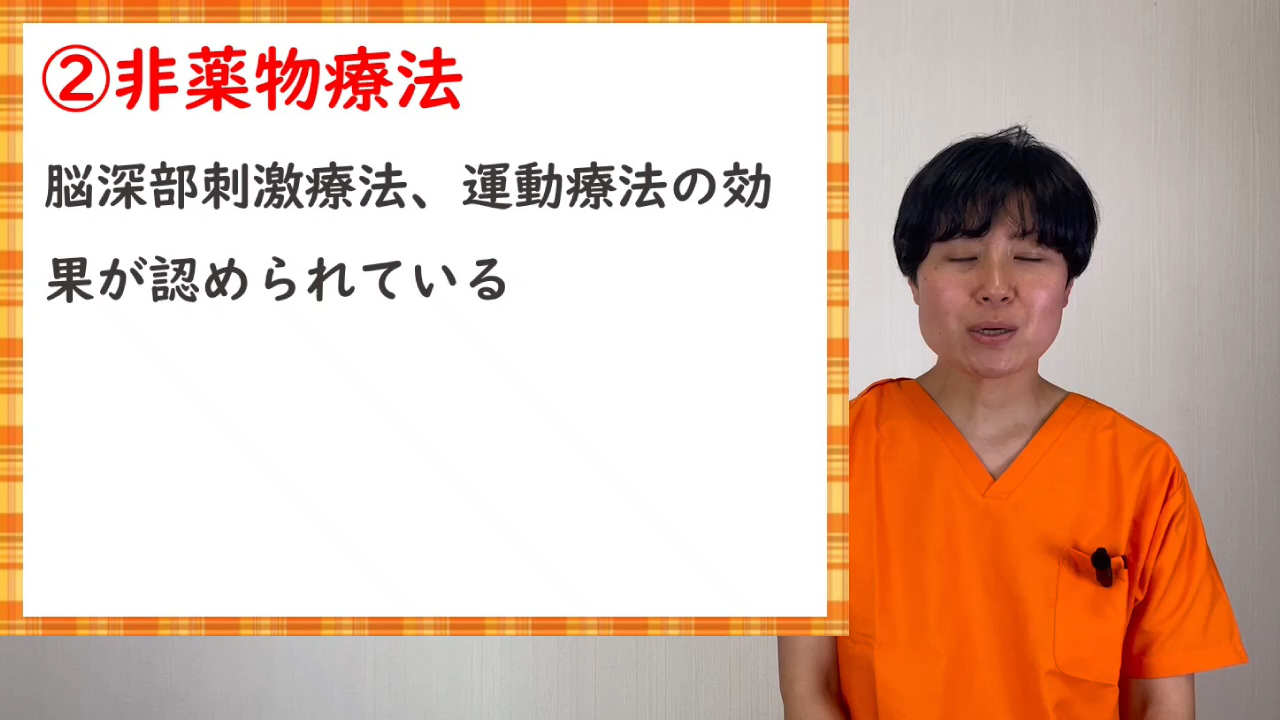 ②非薬物療法
脳深部刺激療法、運動療法の効
果が認められている